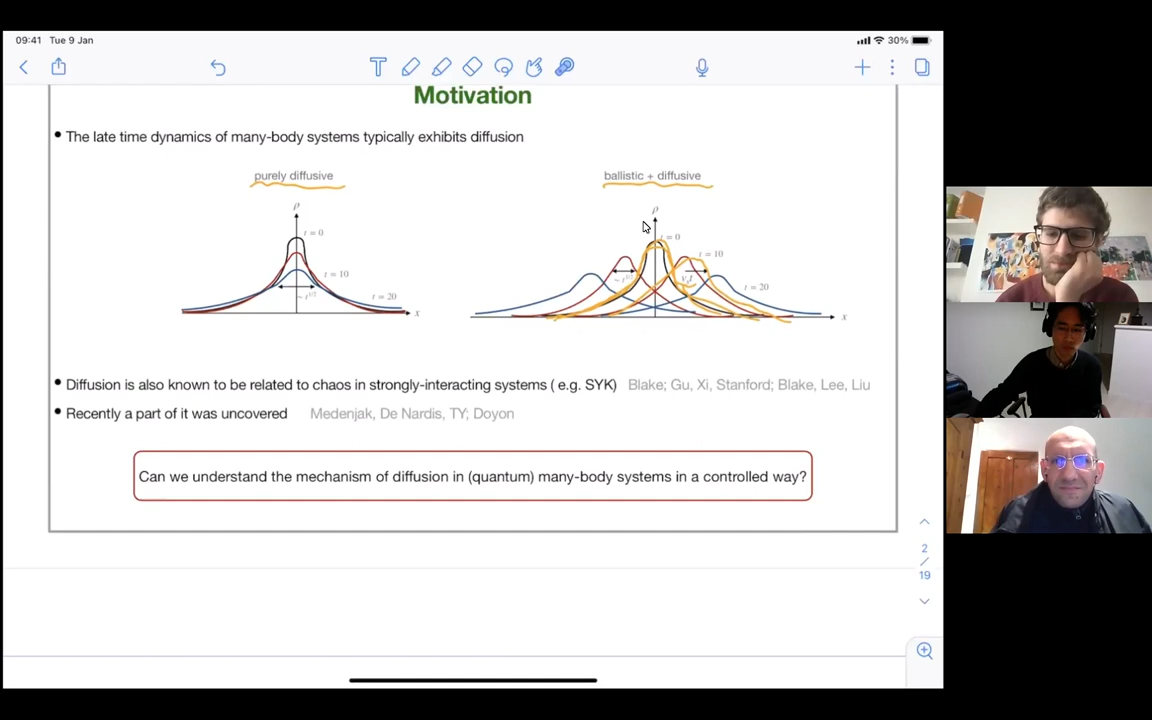 09:41 Tue 9 Jan
30%
Motivation
• The late time dynamics of many-body systems typically exhibits diffusion
purely diffusive
ballistic + diffusive
ρ
ρ
t = 0
t = 0
t = 10
t = 10
t = 20
t = 20
~ t^{1/2}
x
x
• Diffusion is also known to be related to chaos in strongly-interacting systems ( e.g. SYK) Blake; Gu, Xi, Stanford; Blake, Lee, Liu
• Recently a part of it was uncovered Medenjak, De Nardis, TY; Doyon
Can we understand the mechanism of diffusion in (quantum) many-body systems in a controlled way?
2
/
19